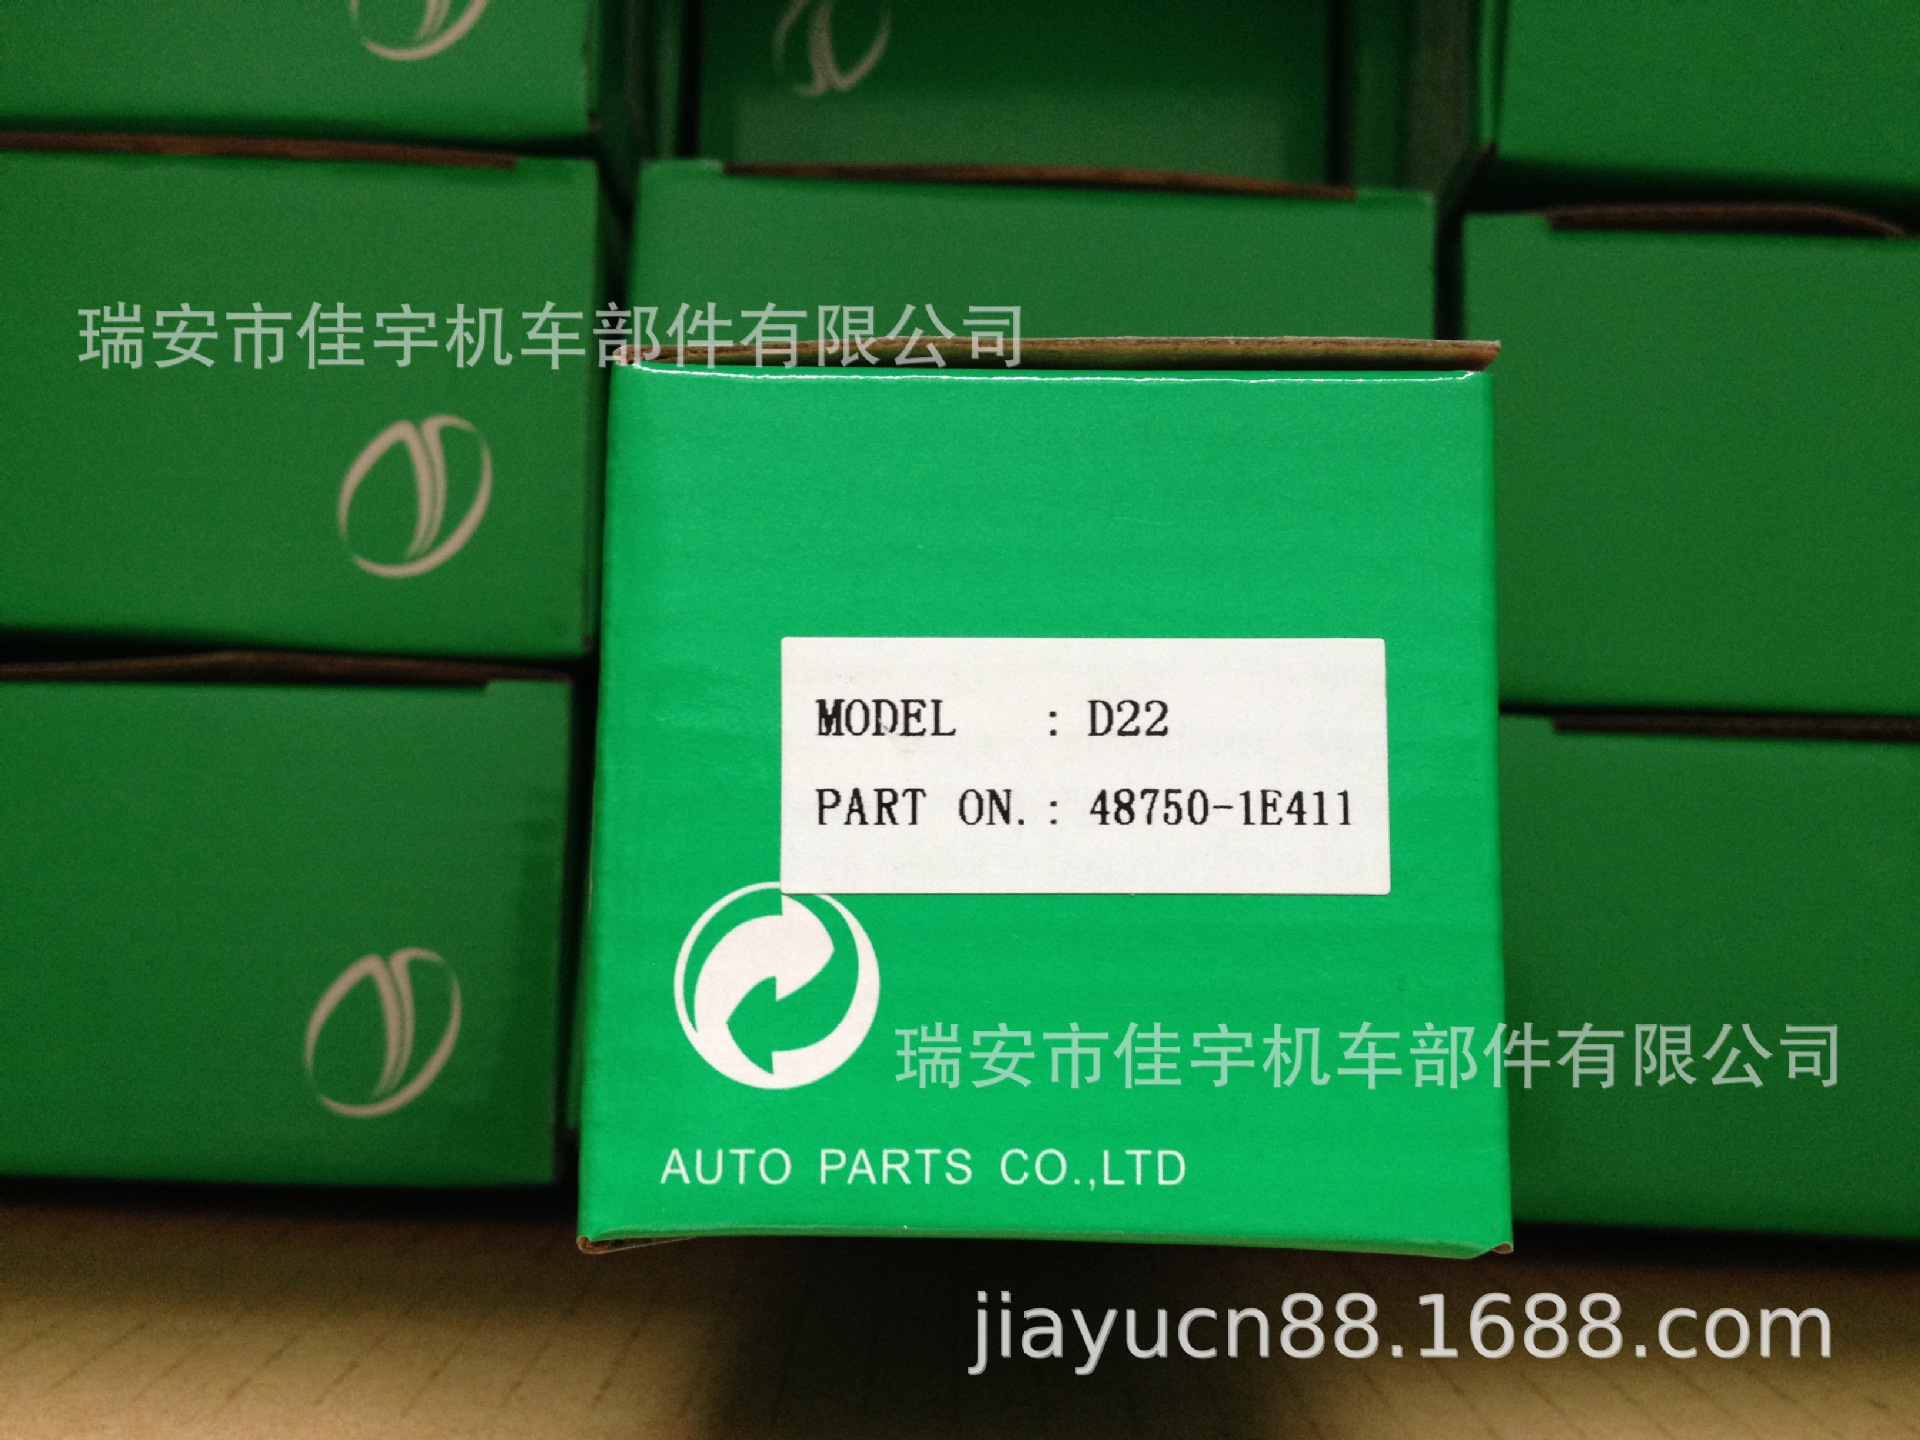 瑞安市佳宇机车部件有限公司
MODEL : D22
PART ON. : 48750-1E411
瑞安市佳宇机车部件有限公司
AUTO PARTS CO.,LTD
jiayucn88.1688.com